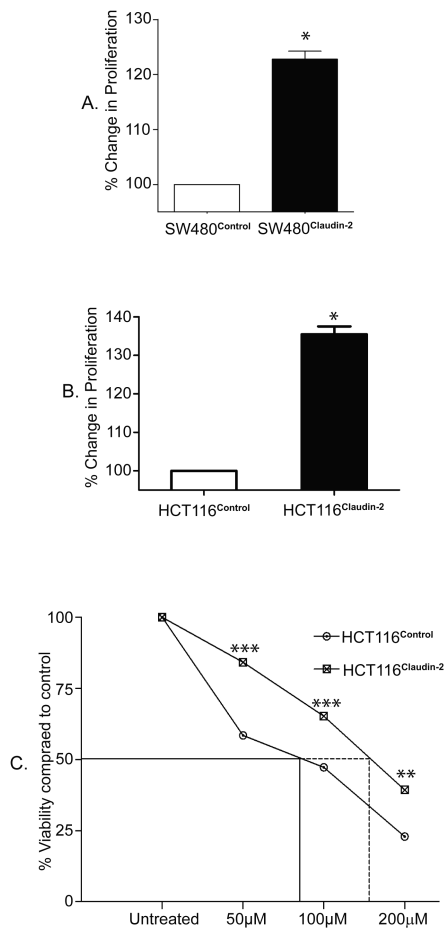 A.
% Change in Proliferation
130
120
110
100
*
SW480Control SW480Claudin-2
B.
% Change in Proliferation
140
130
120
110
100
*
HCT116Control HCT116Claudin-2
C.
% Viability compraed to control
100
75
50
25
0
***
***
**
HCT116Control
HCT116Claudin-2
Untreated 50µM 100µM 200µM